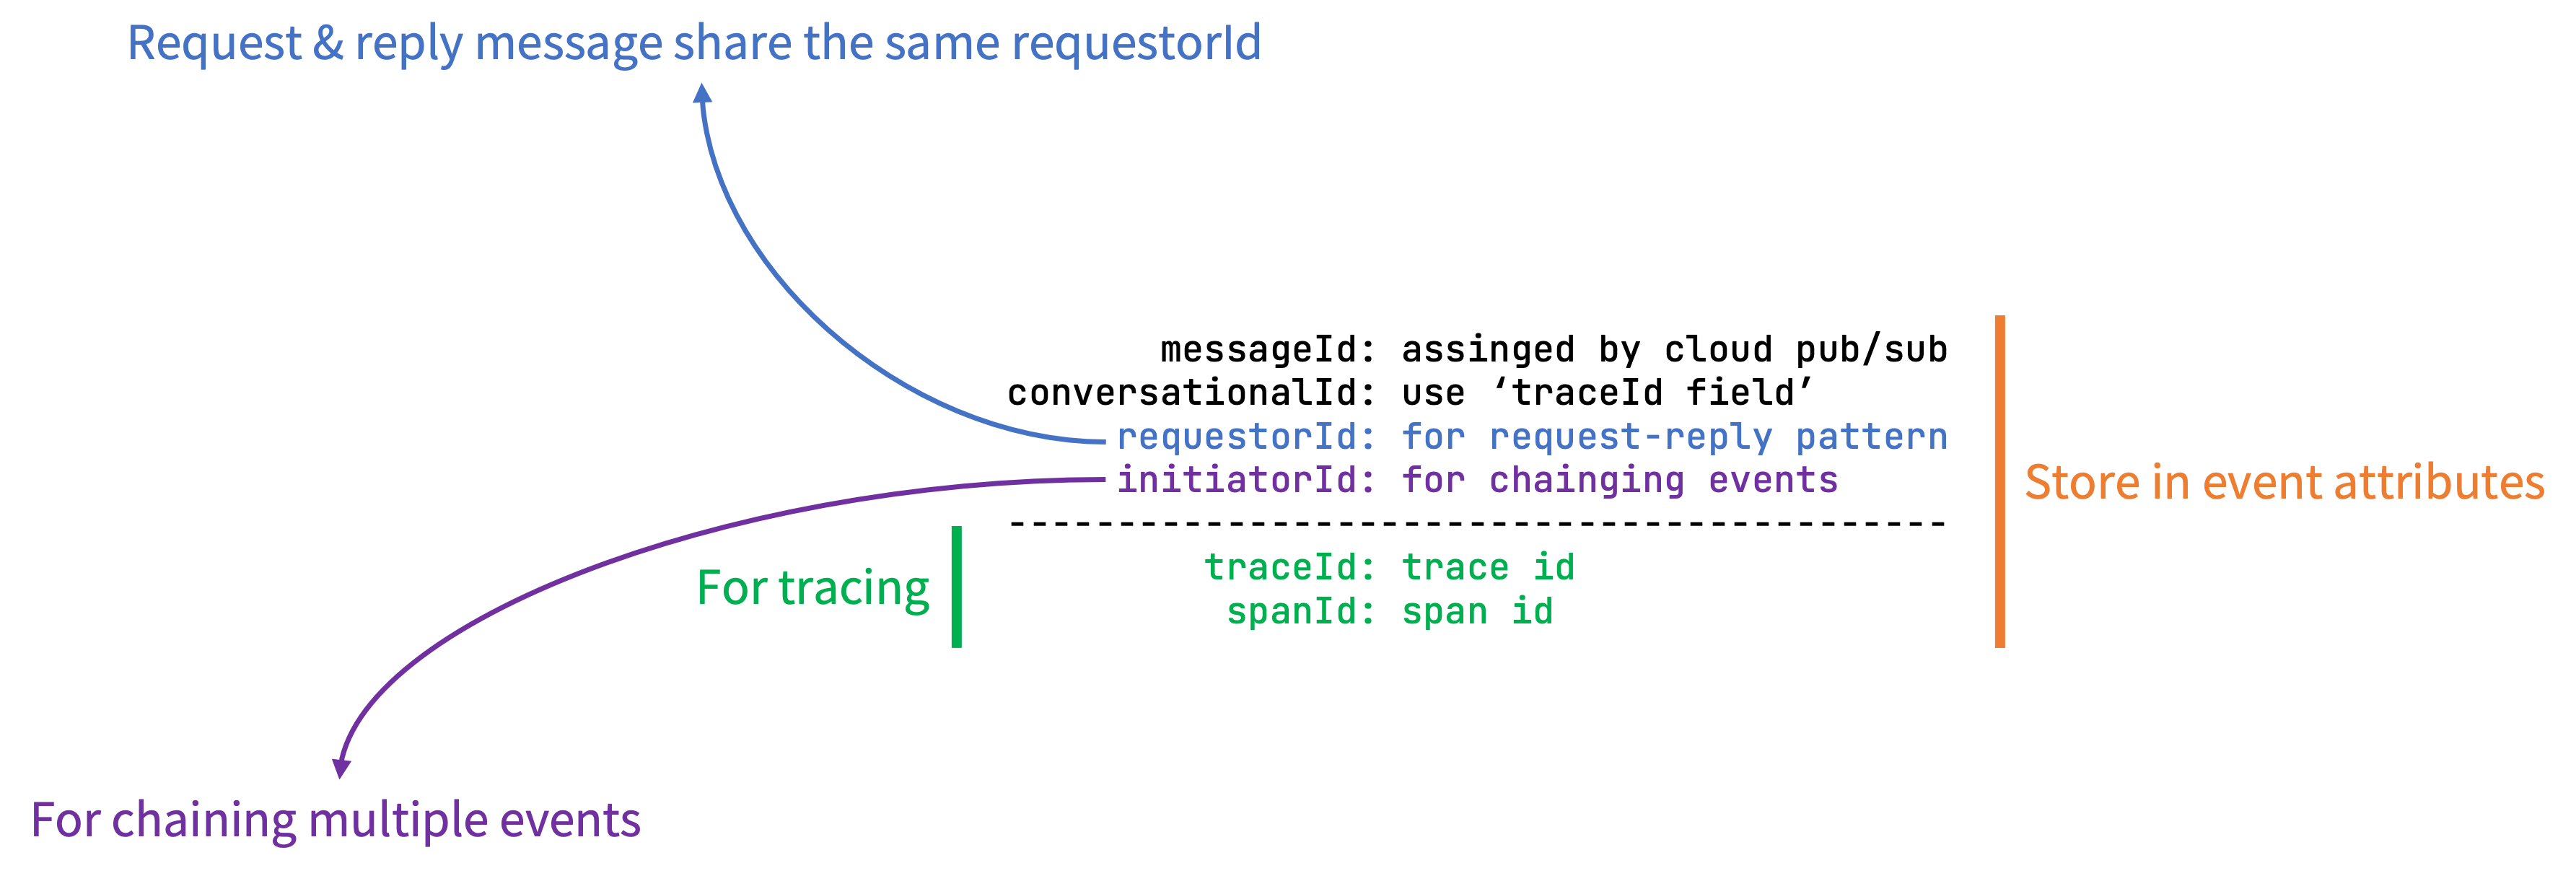 Request & reply message share the same requestorId
messageId: assinged by cloud pub/sub
conversationalId: use ‘traceId field’
requestorId: for request-reply pattern
initiatorId: for chainging events
-------------------------------------------
Store in event attributes
For tracing
traceId: trace id
spanId: span id
For chaining multiple events